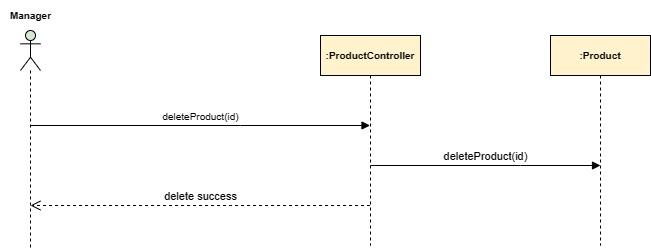 Manager
:ProductController
:Product
deleteProduct(id)
deleteProduct(id)
delete success